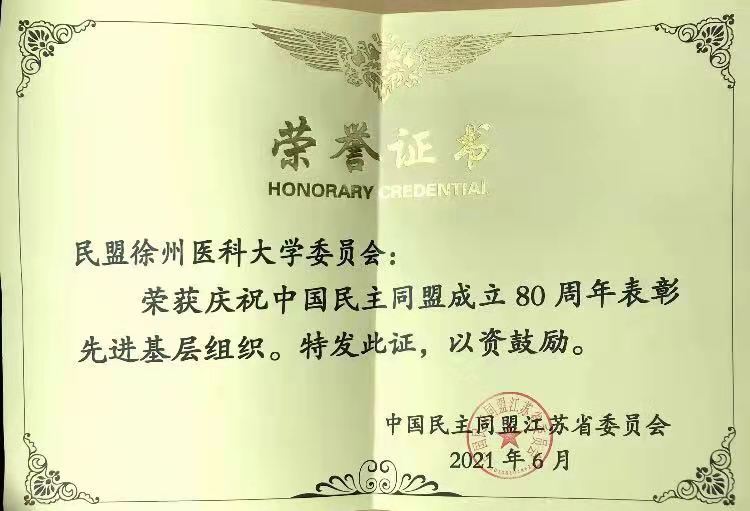 荣誉证书
HONORARY CREDENTIAL
民盟徐州医科大学委员会：
荣获庆祝中国民主同盟成立80周年表彰
先进基层组织。特发此证，以资鼓励。
中国民主同盟江苏省委员会
2021年6月